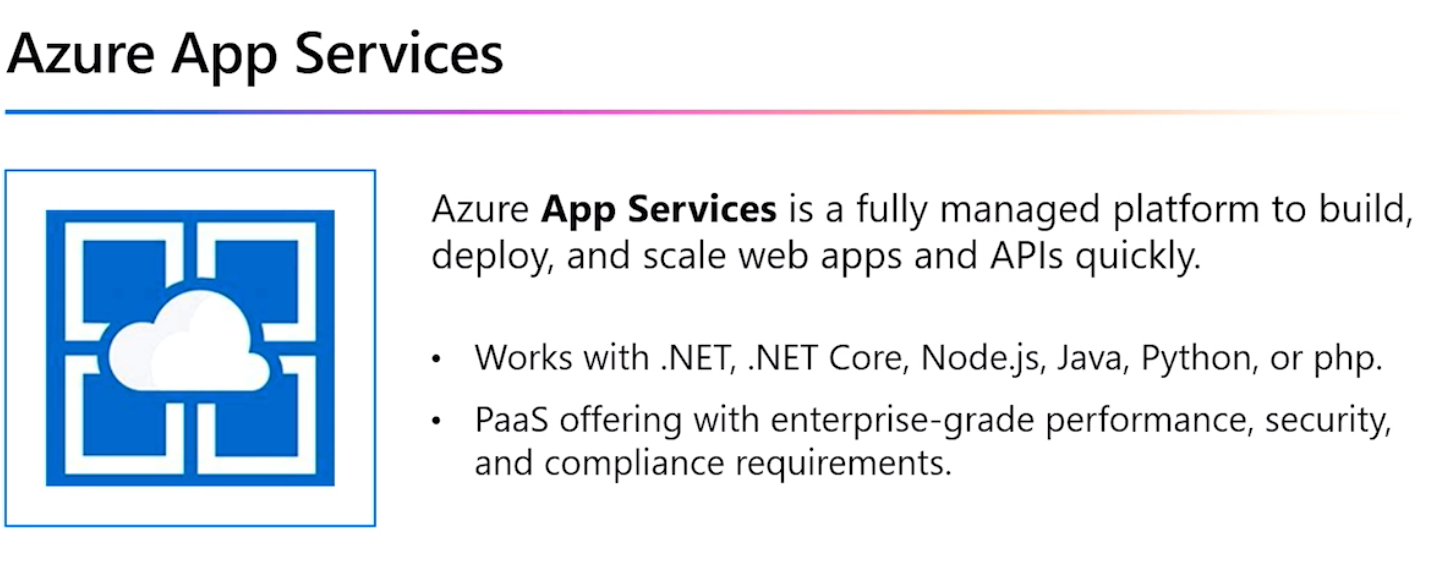 Azure App Services
Azure App Services is a fully managed platform to build,
deploy, and scale web apps and APIs quickly.
• Works with .NET, .NET Core, Node.js, Java, Python, or php.
• PaaS offering with enterprise-grade performance, security,
and compliance requirements.